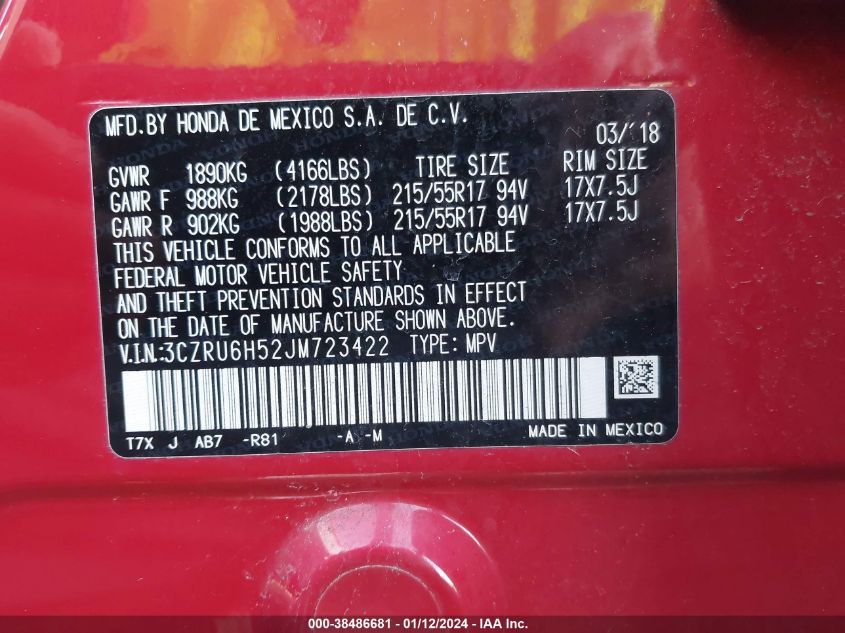 MFD.BY HONDA DE MEXICO S.A. DE C.V.
03/'18
GVWR 1890KG (4166LBS) TIRE SIZE RIM SIZE
GAWR F 988KG (2178LBS) 215/55R17 94V 17X7.5J
GAWR R 902KG (1988LBS) 215/55R17 94V 17X7.5J
THIS VEHICLE CONFORMS TO ALL APPLICABLE
FEDERAL MOTOR VEHICLE SAFETY
AND THEFT PREVENTION STANDARDS IN EFFECT
ON THE DATE OF MANUFACTURE SHOWN ABOVE.
V.I.N:3CZRU6H52JM723422 TYPE: MPV
T7X J AB7 -R81 -A -M MADE IN MEXICO
000-38486681 - 01/12/2024 - IAA Inc.